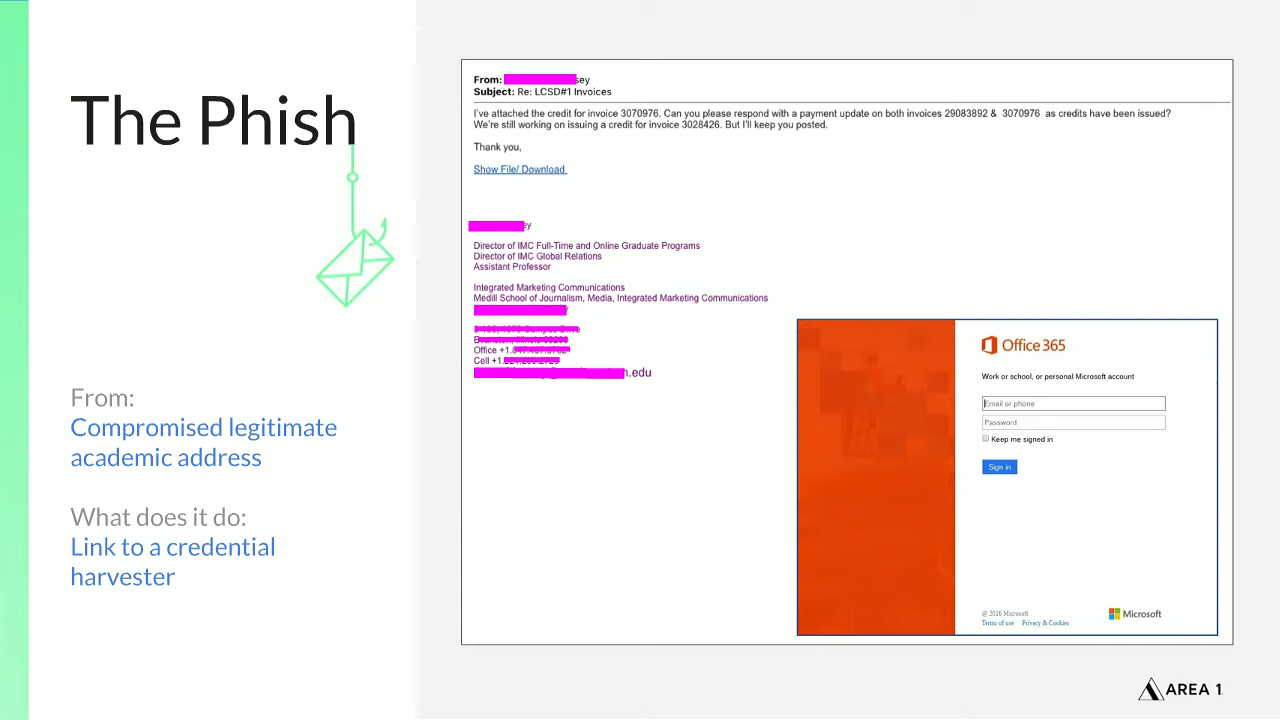 The Phish
From:
Compromised legitimate
academic address
What does it do:
Link to a credential
harvester
From: sey
Subject: Re: LCSD#1 Invoices
I've attached the credit for invoice 3070976. Can you please respond with a payment update on both invoices 29083892 & 3070976 as credits have been issued?
We're still working on issuing a credit for invoice 3028426. But I'll keep you posted.
Thank you,
Show File/ Download
Director of IMC Full-Time and Online Graduate Programs
Director of IMC Global Relations
Assistant Professor
Integrated Marketing Communications
Medill School of Journalism, Media, Integrated Marketing Communications
Office +1.
Cell +1.
.edu
Office 365
Work or school, or personal Microsoft account
Email or phone
Password
Keep me signed in
Sign in
@ 2016 Microsoft
Terms of use Privacy & Cookies
Microsoft
AREA 1